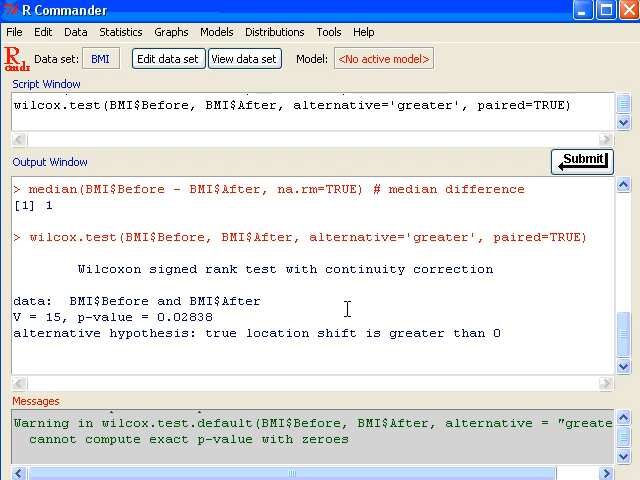 R Commander
File Edit Data Statistics Graphs Models Distributions Tools Help
R cmdr Data set: BMI Edit data set View data set Model: <No active model>
Script Window
wilcox.test(BMI$Before, BMI$After, alternative='greater', paired=TRUE)
Output Window
Submit
> median(BMI$Before - BMI$After, na.rm=TRUE) # median difference
[1] 1
> wilcox.test(BMI$Before, BMI$After, alternative='greater', paired=TRUE)
Wilcoxon signed rank test with continuity correction
data: BMI$Before and BMI$After
V = 15, p-value = 0.02838
alternative hypothesis: true location shift is greater than 0
Messages
Warning in wilcox.test.default(BMI$Before, BMI$After, alternative = "greate
cannot compute exact p-value with zeroes